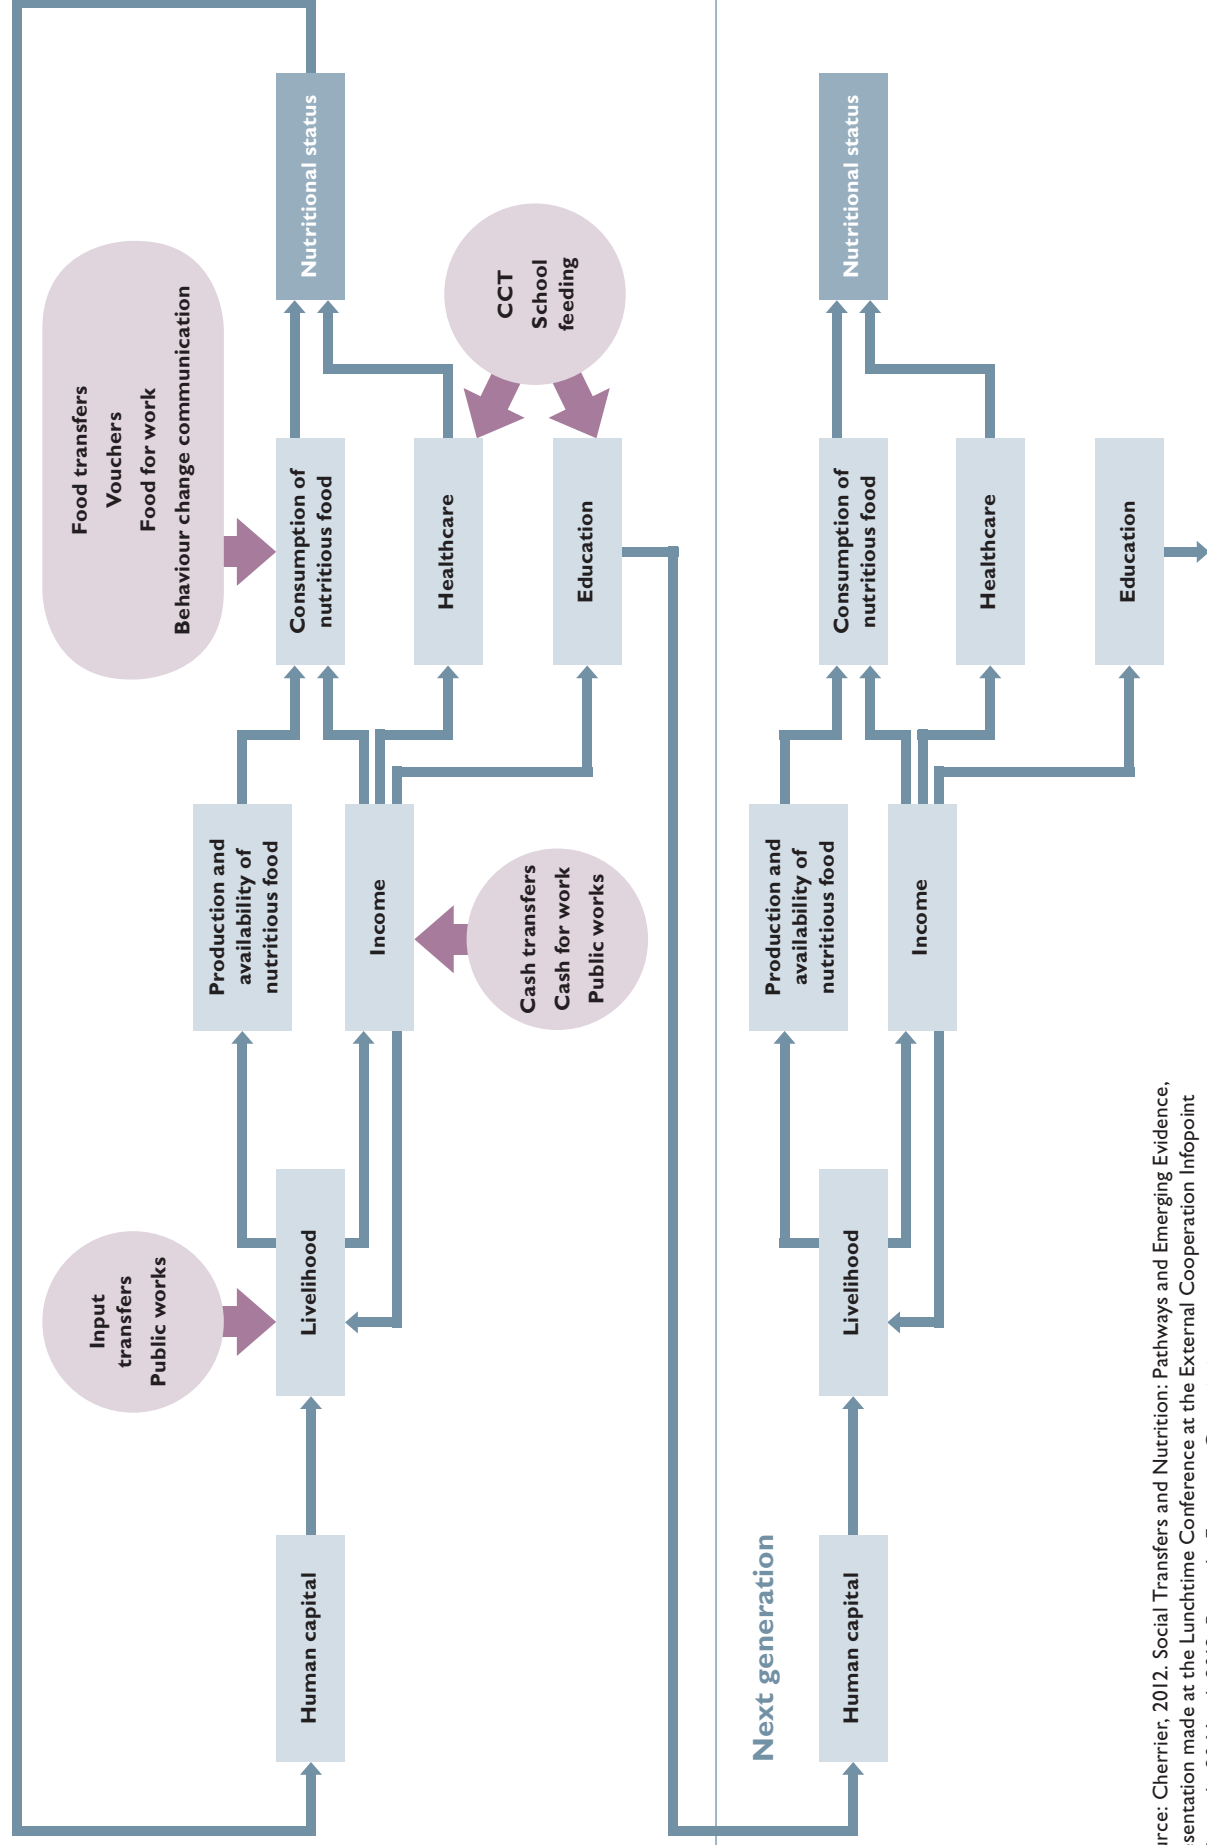 Food transfers
Vouchers
Food for work
Behaviour change communication
Input
transfers
Public works
Human capital
Livelihood
Production and
availability of
nutritious food
Income
Cash transfers
Cash for work
Public works
Consumption of
nutritious food
Healthcare
Education
CCT
School
feeding
Nutritional status
Next generation
Human capital
Livelihood
Production and
availability of
nutritious food
Income
Consumption of
nutritious food
Healthcare
Education
Nutritional status
urce: Cherrier, 2012. Social Transfers and Nutrition: Pathways and Emerging Evidence,
sentation made at the Lunchtime Conference at the External Cooperation Infopoint